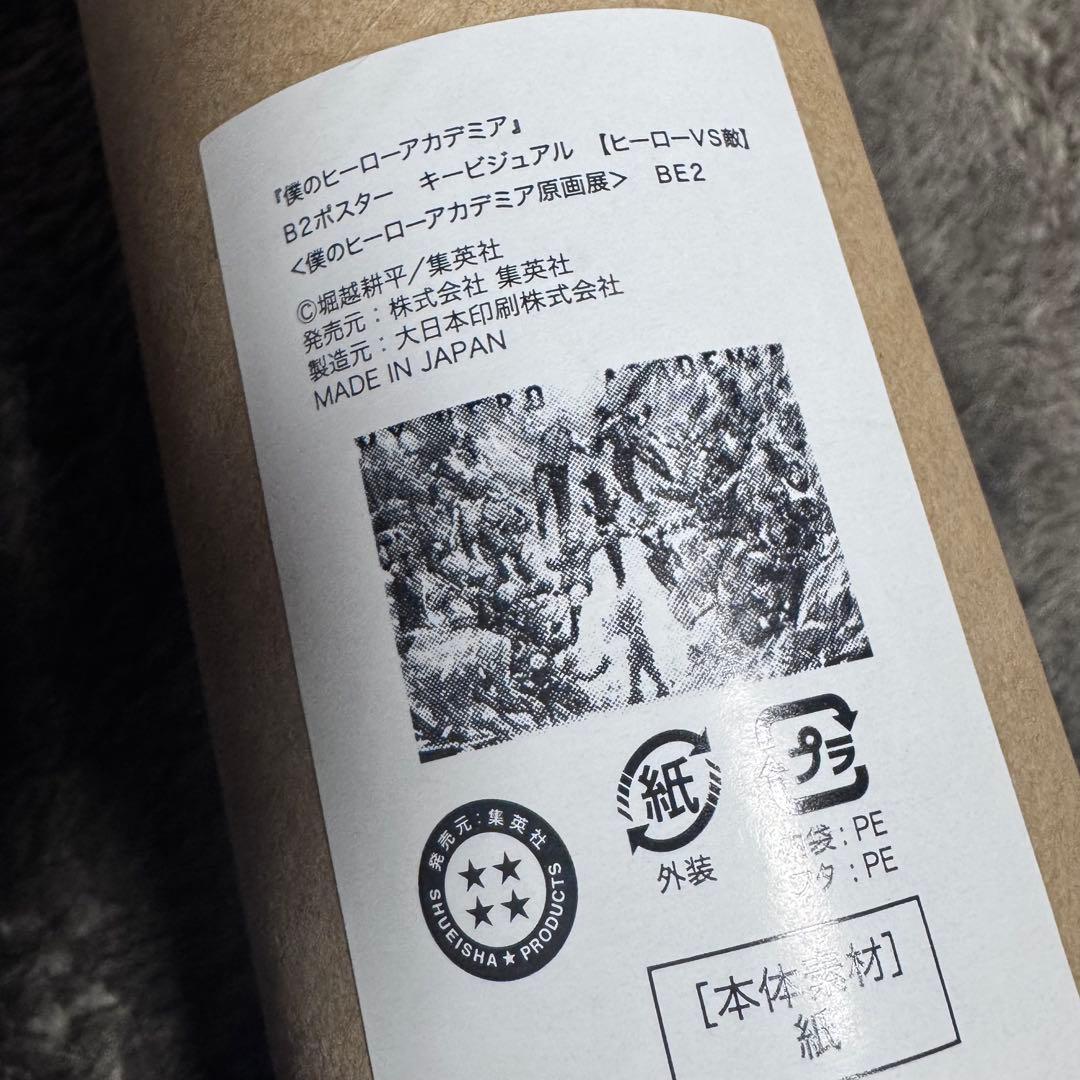 『僕のヒーローアカデミア』
B2ポスター　キービジュアル　【ヒーローVS敵】
<僕のヒーローアカデミア原画展>　BE2
©堀越耕平/集英社
発売元：株式会社 集英社
製造元：大日本印刷株式会社
MADE IN JAPAN
MY HERO ACADEMIA
紙
外装
プラ
袋：PE
フタ：PE
発売元：集英社
SHUEISHA★PRODUCTS
[本体素材]
紙